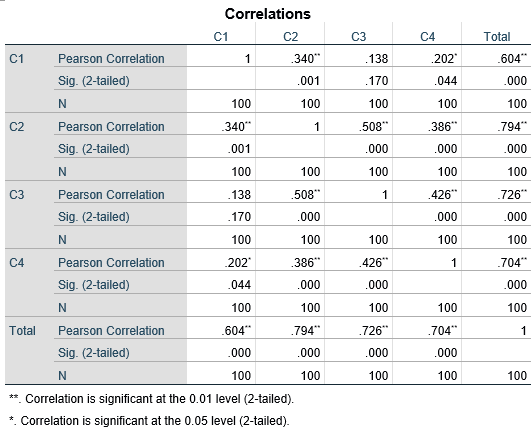 Correlations
C1 C2 C3 C4 Total
C1 Pearson Correlation 1 .340** .138 .202* .604**
Sig. (2-tailed) .001 .170 .044 .000
N 100 100 100 100 100
C2 Pearson Correlation .340** 1 .508** .386** .794**
Sig. (2-tailed) .001 .000 .000 .000
N 100 100 100 100 100
C3 Pearson Correlation .138 .508** 1 .426** .726**
Sig. (2-tailed) .170 .000 .000 .000
N 100 100 100 100 100
C4 Pearson Correlation .202* .386** .426** 1 .704**
Sig. (2-tailed) .044 .000 .000 .000
N 100 100 100 100 100
Total Pearson Correlation .604** .794** .726** .704** 1
Sig. (2-tailed) .000 .000 .000 .000
N 100 100 100 100 100
**. Correlation is significant at the 0.01 level (2-tailed).
*. Correlation is significant at the 0.05 level (2-tailed).